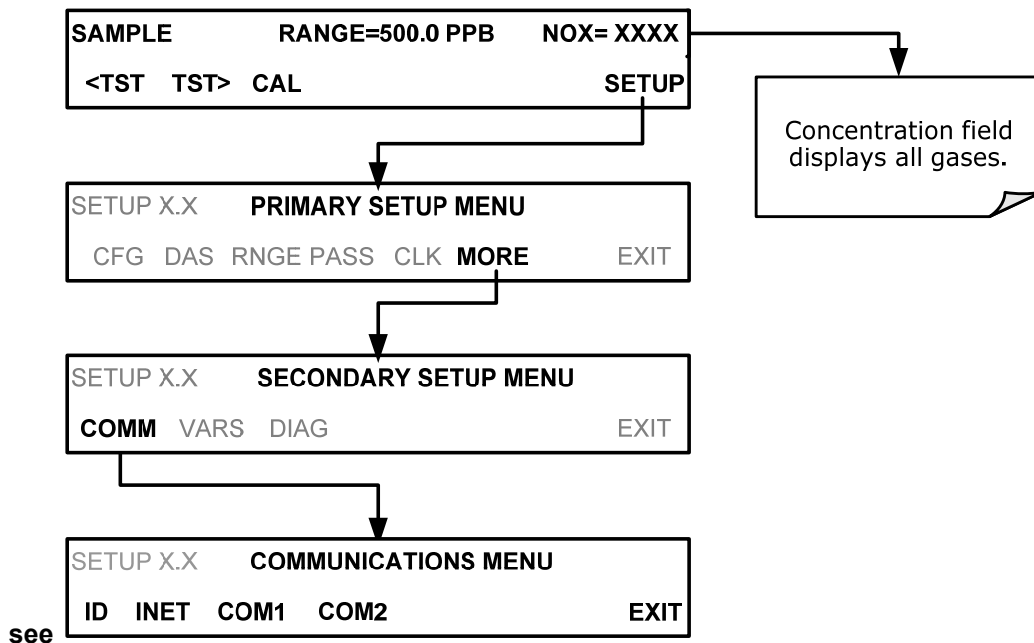 SAMPLE RANGE=500.0 PPB NOX= XXXX
<TST TST> CAL SETUP
Concentration field
displays all gases.
SETUP X.X PRIMARY SETUP MENU
CFG DAS RNGE PASS CLK MORE EXIT
SETUP X.X SECONDARY SETUP MENU
COMM VARS DIAG EXIT
SETUP X.X COMMUNICATIONS MENU
ID INET COM1 COM2 EXIT
see